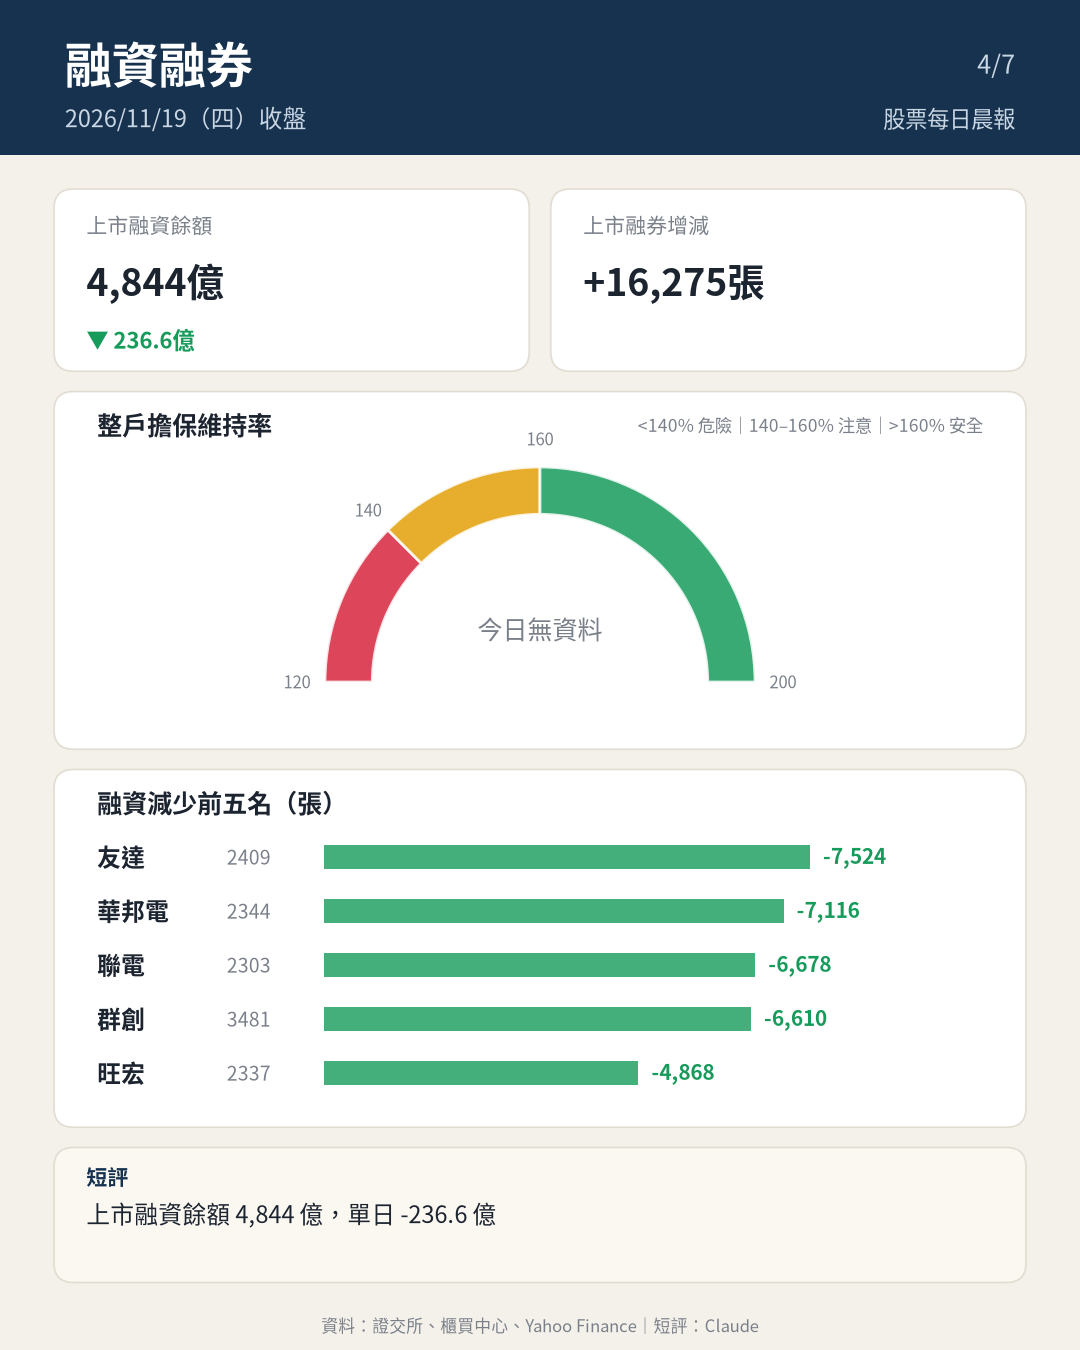 融資融券
4/7
2026/11/19（四）收盤
股票每日晨報
上市融資餘額
4,844億
▼ 236.6億
上市融券增減
+16,275張
整戶擔保維持率
<140% 危險｜140–160% 注意｜>160% 安全
160
140
今日無資料
120
200
融資減少前五名（張）
友達 2409 -7,524
華邦電 2344 -7,116
聯電 2303 -6,678
群創 3481 -6,610
旺宏 2337 -4,868
短評
上市融資餘額 4,844 億，單日 -236.6 億
資料：證交所、櫃買中心、Yahoo Finance｜短評：Claude